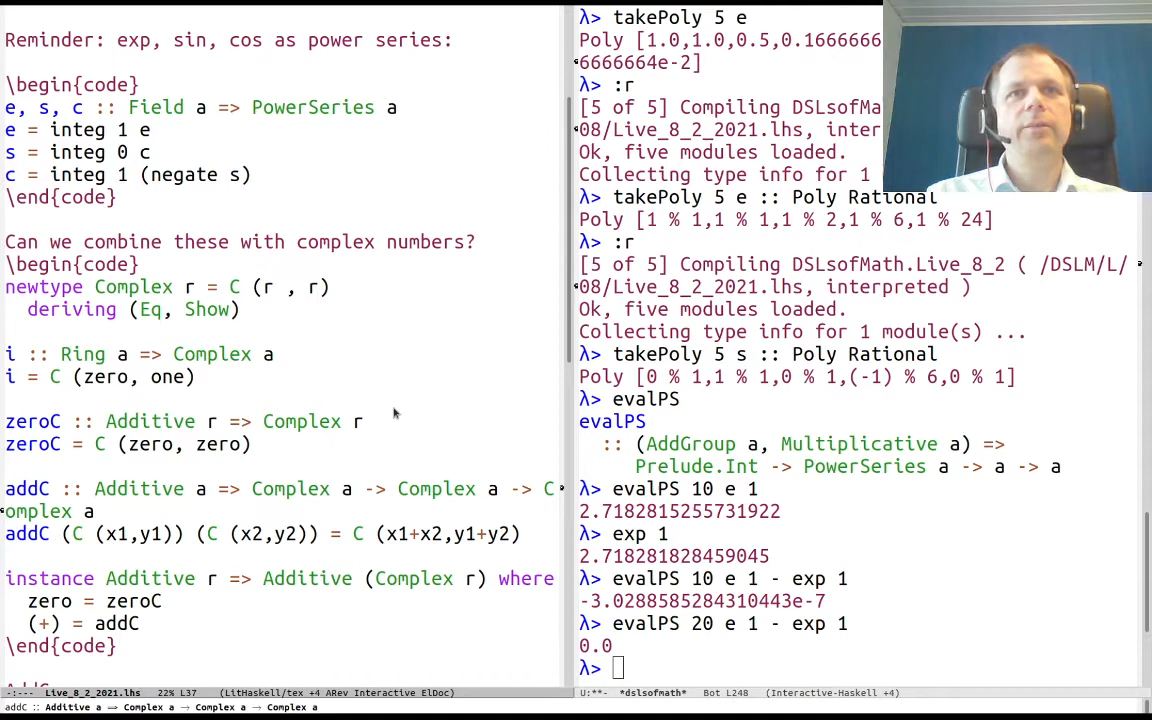 Reminder: exp, sin, cos as power series:
\begin{code}
e, s, c :: Field a => PowerSeries a
e = integ 1 e
s = integ 0 c
c = integ 1 (negate s)
\end{code}
Can we combine these with complex numbers?
\begin{code}
newtype Complex r = C (r , r)
  deriving (Eq, Show)
i :: Ring a => Complex a
i = C (zero, one)
zeroC :: Additive r => Complex r
zeroC = C (zero, zero)
addC :: Additive a => Complex a -> Complex a -> C
omplex a
addC (C (x1,y1)) (C (x2,y2)) = C (x1+x2,y1+y2)
instance Additive r => Additive (Complex r) where
  zero = zeroC
  (+) = addC
\end{code}
-:---  Live_8_2_2021.lhs  22% L37  (LitHaskell/tex +4 ARev Interactive ElDoc)
addC :: Additive a ⇒ Complex a → Complex a → Complex a
λ> takePoly 5 e
Poly [1.0,1.0,0.5,0.1666666
6666664e-2]
λ> :r
[5 of 5] Compiling DSLsofMa
08/Live_8_2_2021.lhs, inter
Ok, five modules loaded.
Collecting type info for 1
λ> takePoly 5 e :: Poly Rational
Poly [1 % 1,1 % 1,1 % 2,1 % 6,1 % 24]
λ> :r
[5 of 5] Compiling DSLsofMath.Live_8_2 ( /DSLM/L/
08/Live_8_2_2021.lhs, interpreted )
Ok, five modules loaded.
Collecting type info for 1 module(s) ...
λ> takePoly 5 s :: Poly Rational
Poly [0 % 1,1 % 1,0 % 1,(-1) % 6,0 % 1]
λ> evalPS
evalPS
  :: (AddGroup a, Multiplicative a) =>
     Prelude.Int -> PowerSeries a -> a -> a
λ> evalPS 10 e 1
2.7182815255731922
λ> exp 1
2.718281828459045
λ> evalPS 10 e 1 - exp 1
-3.0288585284310443e-7
λ> evalPS 20 e 1 - exp 1
0.0
λ>
U:**-  *dslsofmath*  Bot L248  (Interactive-Haskell +4)